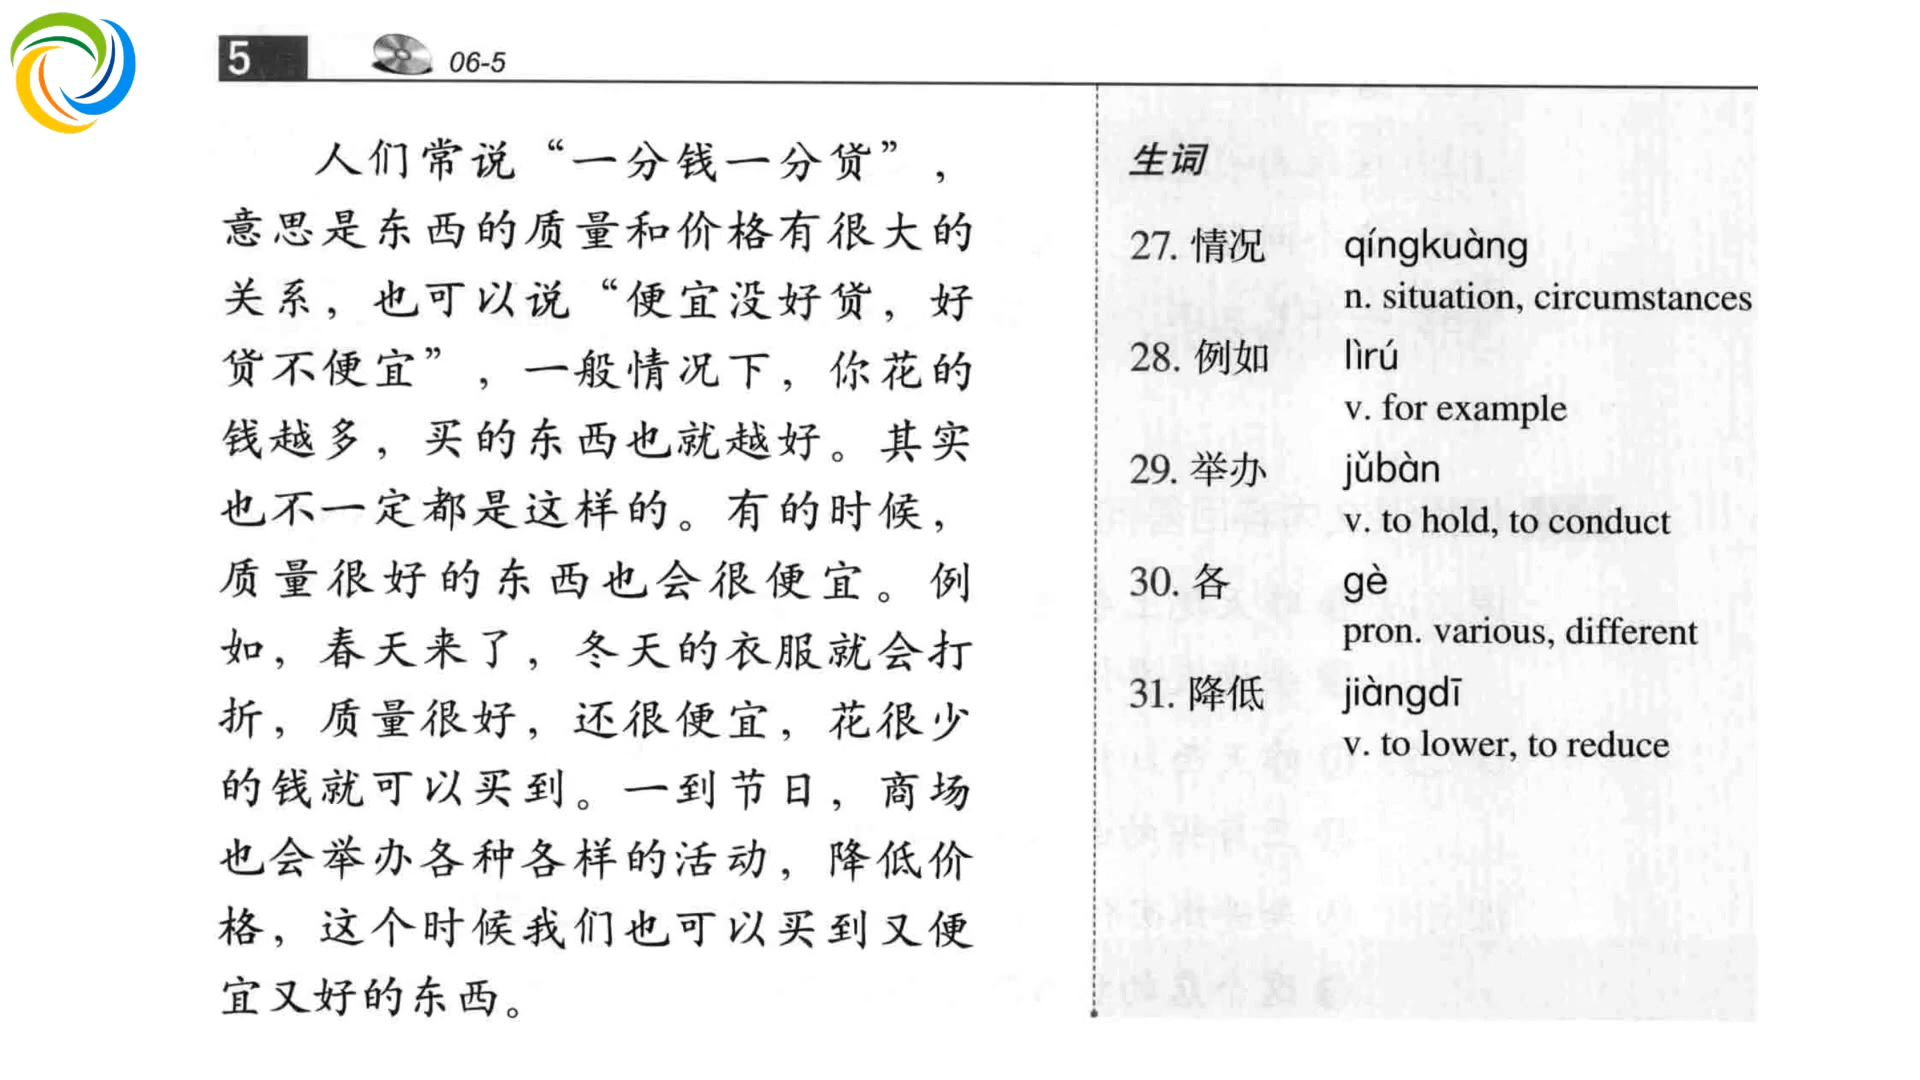 5
06-5
人们常说“一分钱一分货”，
意思是东西的质量和价格有很大的
关系，也可以说“便宜没好货，好
货不便宜”，一般情况下，你花的
钱越多，买的东西也就越好。其实
也不一定都是这样的。有的时候，
质量很好的东西也会很便宜。例
如，春天来了，冬天的衣服就会打
折，质量很好，还很便宜，花很少
的钱就可以买到。一到节日，商场
也会举办各种各样的活动，降低价
格，这个时候我们也可以买到又便
宜又好的东西。
生词
27. 情况 qíngkuàng
n. situation, circumstances
28. 例如 lìrú
v. for example
29. 举办 jǔbàn
v. to hold, to conduct
30. 各 gè
pron. various, different
31. 降低 jiàngdī
v. to lower, to reduce